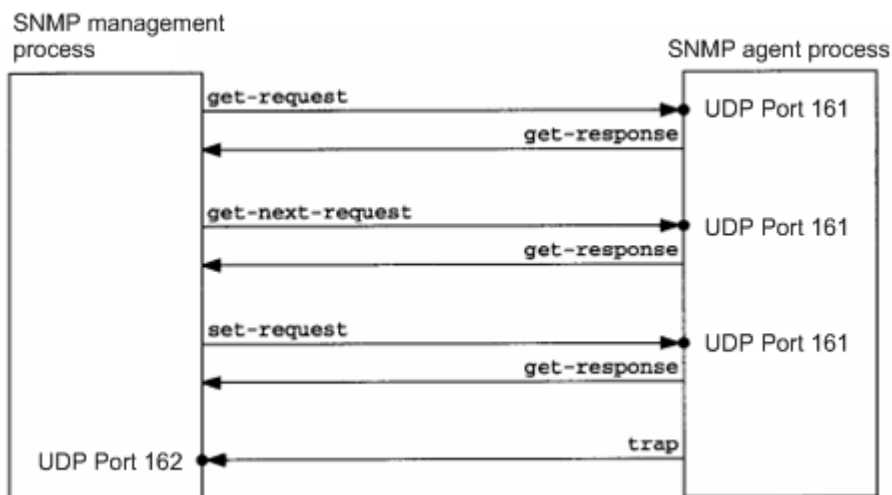 SNMP management
process
SNMP agent process
get-request
UDP Port 161
get-response
get-next-request
UDP Port 161
get-response
set-request
UDP Port 161
get-response
trap
UDP Port 162